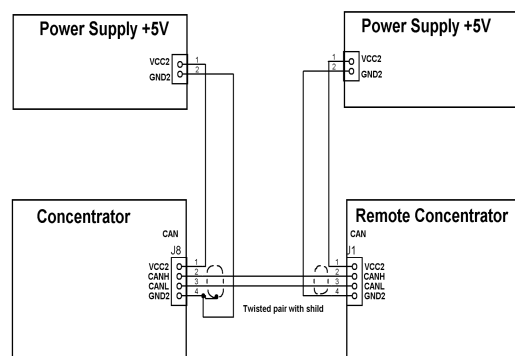 Power Supply +5V
VCC2 1
GND2 2
Power Supply +5V
1 VCC2
2 GND2
Concentrator
CAN
J8
VCC2 1
CANH 2
CANL 3
GND2 4
Remote Concentrator
CAN
J1
1 VCC2
2 CANH
3 CANL
4 GND2
Twisted pair with shild